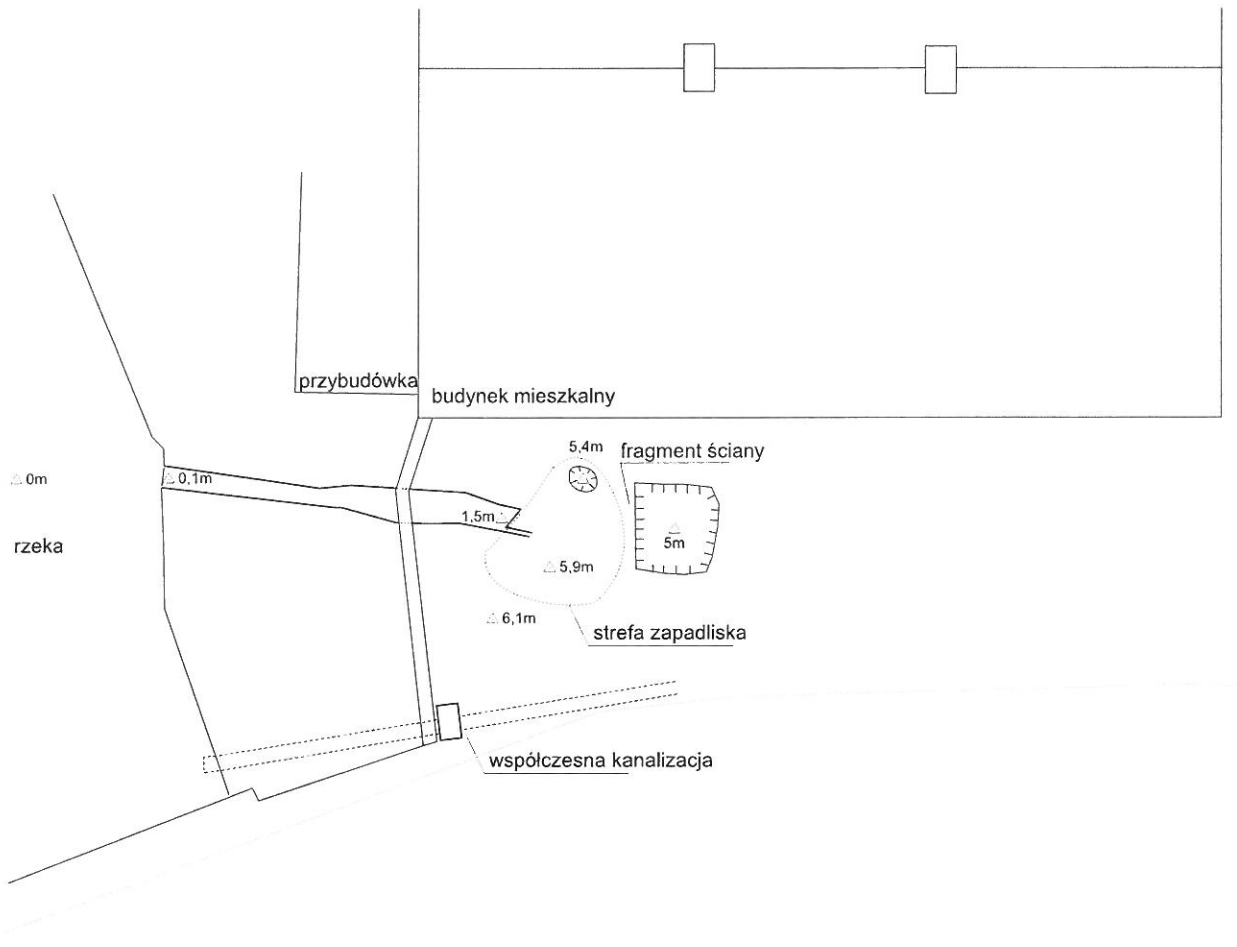 przybudówka
budynek mieszkalny
5,4m
fragment ściany
0m
0,1m
1,5m
5m
rzeka
5,9m
6,1m
strefa zapadliska
współczesna kanalizacja